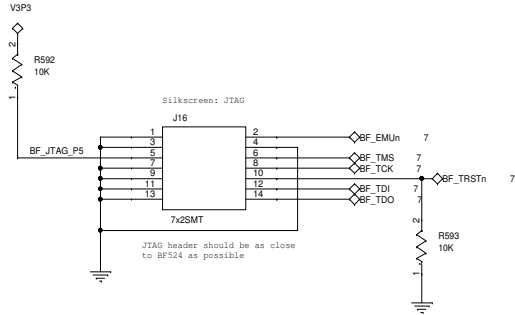 V3P3
2
R592
10K
1
Silkscreen: JTAG
J16
1 2 BF_EMUn 7
3 4
BF_JTAG_P5 5 6 BF_TMS 7
7 8 BF_TCK 7
9 10 BF_TRSTn 7
11 12 BF_TDI 7
13 14 BF_TDO 7
7x2SMT
2
R593
10K
1
JTAG header should be as close
to BF524 as possible